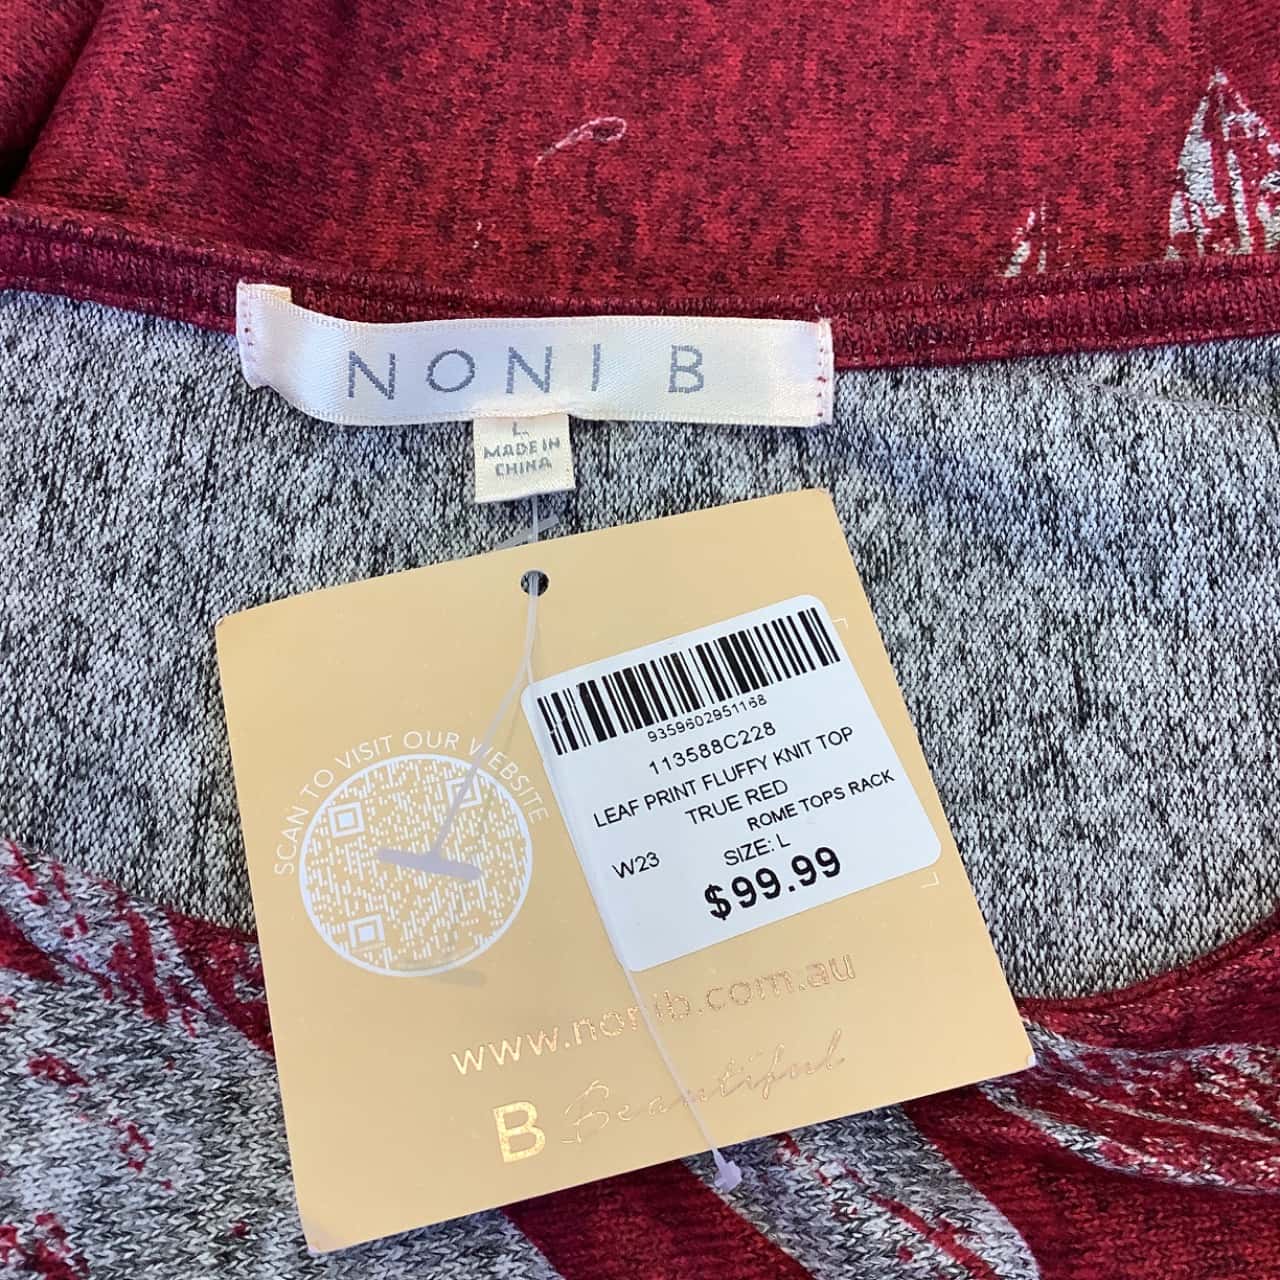 NONI B
L
MADE IN
CHINA
9359602951168
113588C228
LEAF PRINT FLUFFY KNIT TOP
TRUE RED
ROME TOPS RACK
W23 SIZE: L
$99.99
SCAN TO VISIT OUR WEBSITE
www.nonib.com.au
B Beautiful